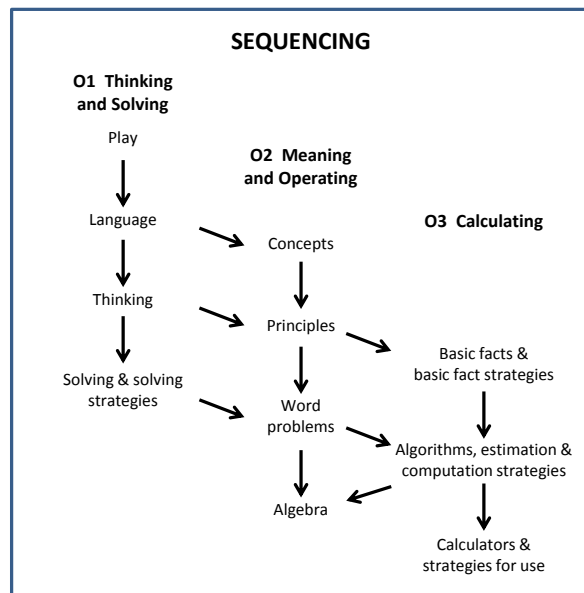 SEQUENCING
O1 Thinking
and Solving
Play
Language
Thinking
Solving & solving
strategies
O2 Meaning
and Operating
Concepts
Principles
Word
problems
Algebra
O3 Calculating
Basic facts &
basic fact strategies
Algorithms, estimation &
computation strategies
Calculators &
strategies for use